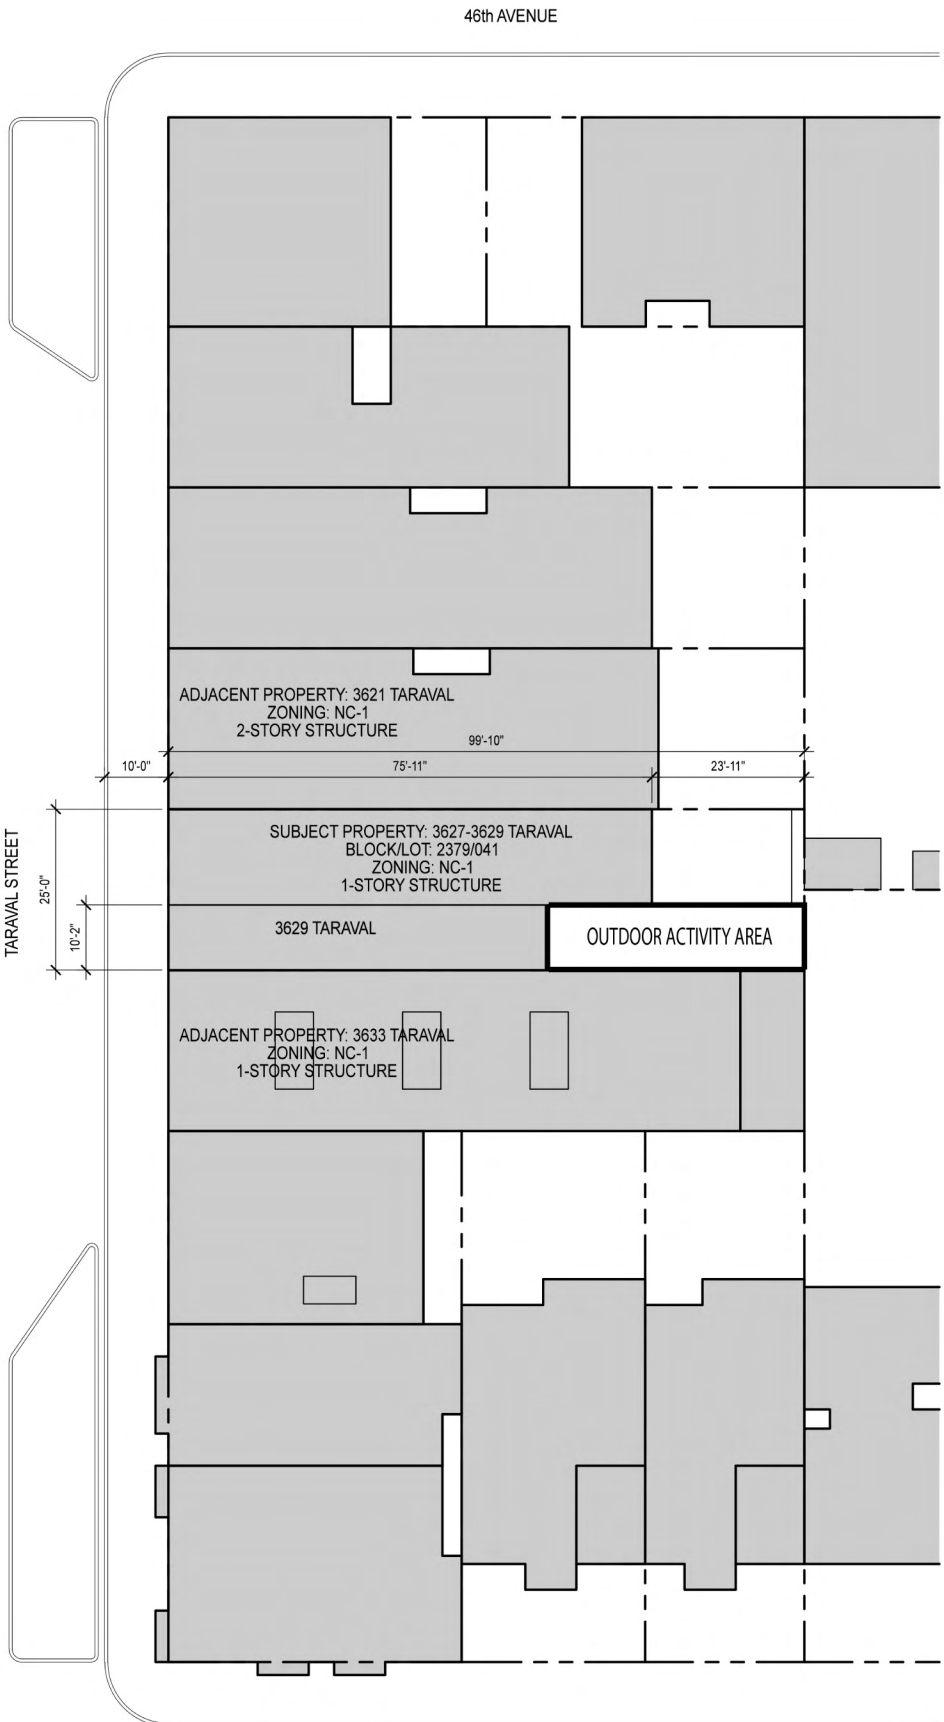 46th AVENUE
ADJACENT PROPERTY: 3621 TARAVAL
ZONING: NC-1
2-STORY STRUCTURE
99'-10"
10'-0"
75'-11"
23'-11"
TARAVAL STREET
25'-0"
10'-2"
SUBJECT PROPERTY: 3627-3629 TARAVAL
BLOCK/LOT: 2379/041
ZONING: NC-1
1-STORY STRUCTURE
3629 TARAVAL
OUTDOOR ACTIVITY AREA
ADJACENT PROPERTY: 3633 TARAVAL
ZONING: NC-1
1-STORY STRUCTURE